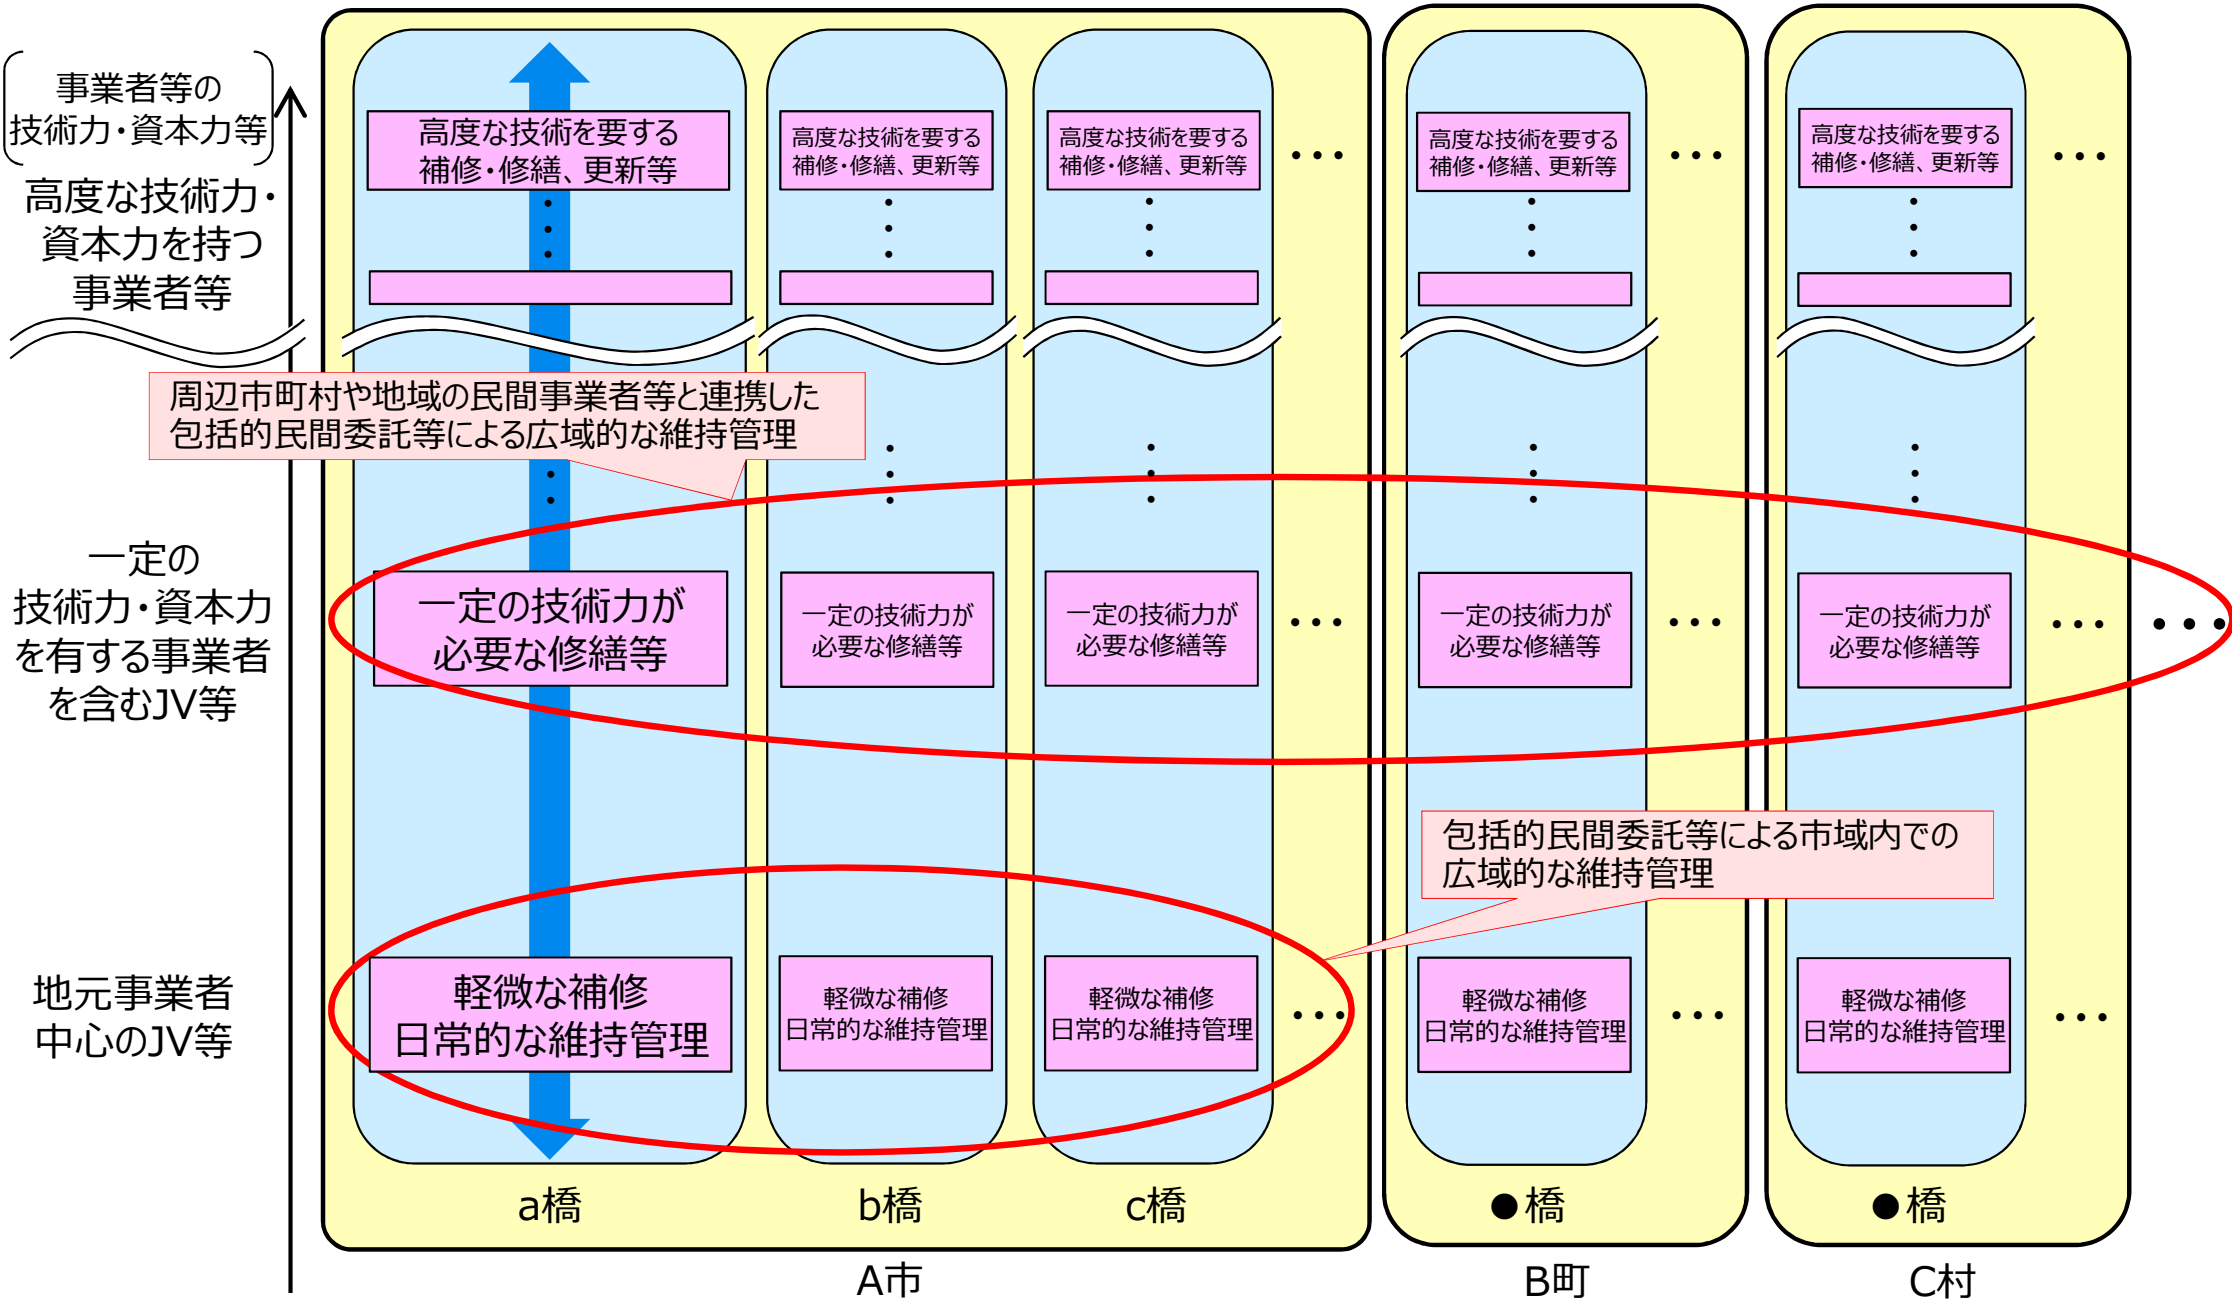 事業者等の
技術力・資本力等
高度な技術力・
資本力を持つ
事業者等
高度な技術を要する
補修・修繕、更新等
高度な技術を要する
補修・修繕、更新等
高度な技術を要する
補修・修繕、更新等
…
高度な技術を要する
補修・修繕、更新等
…
高度な技術を要する
補修・修繕、更新等
…
周辺市町村や地域の民間事業者等と連携した
包括的民間委託等による広域的な維持管理
一定の
技術力・資本力
を有する事業者
を含むJV等
一定の技術力が
必要な修繕等
一定の技術力が
必要な修繕等
一定の技術力が
必要な修繕等
…
一定の技術力が
必要な修繕等
…
一定の技術力が
必要な修繕等
…
…
包括的民間委託等による市域内での
広域的な維持管理
地元事業者
中心のJV等
軽微な補修
日常的な維持管理
軽微な補修
日常的な維持管理
軽微な補修
日常的な維持管理
…
軽微な補修
日常的な維持管理
…
軽微な補修
日常的な維持管理
…
a橋
b橋
c橋
●橋
●橋
A市
B町
C村